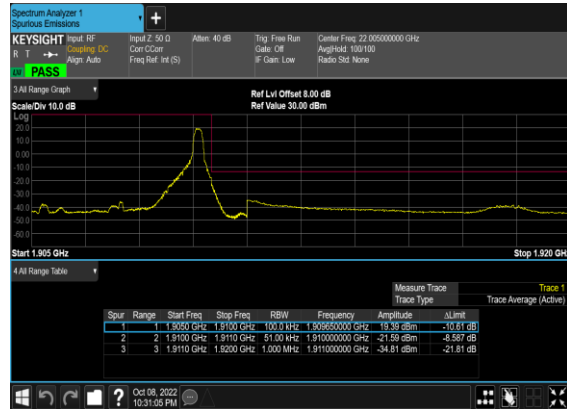 Spectrum Analyzer 1
Spurious Emissions
+
KEYSIGHT Input: RF Input Z: 50 Ω Atten: 40 dB Trig: Free Run Center Freq: 22.005000000 GHz
R T Coupling: DC Corr CCorr Gate: Off Avg|Hold: 100/100
Align: Auto Freq Ref: Int (S) IF Gain: Low Radio Std: None
PASS
3 All Range Graph
Ref Lvl Offset 8.00 dB
Scale/Div 10.0 dB Ref Value 30.00 dBm
Log
20.0
10.0
0.00
-10.0
-20.0
-30.0
-40.0
-50.0
-60.0
Start 1.905 GHz Stop 1.920 GHz
4 All Range Table
Measure Trace Trace 1
Trace Type Trace Average (Active)
Spur Range Start Freq Stop Freq RBW Frequency Amplitude ΔLimit
1 1 1.9050 GHz 1.9100 GHz 100.0 kHz 1.909650000 GHz 19.39 dBm -10.61 dB
2 2 1.9100 GHz 1.9110 GHz 51.00 kHz 1.910000000 GHz -21.59 dBm -8.587 dB
3 3 1.9110 GHz 1.9200 GHz 1.000 MHz 1.911000000 GHz -34.81 dBm -21.81 dB
? Oct 08, 2022
10:31:05 PM